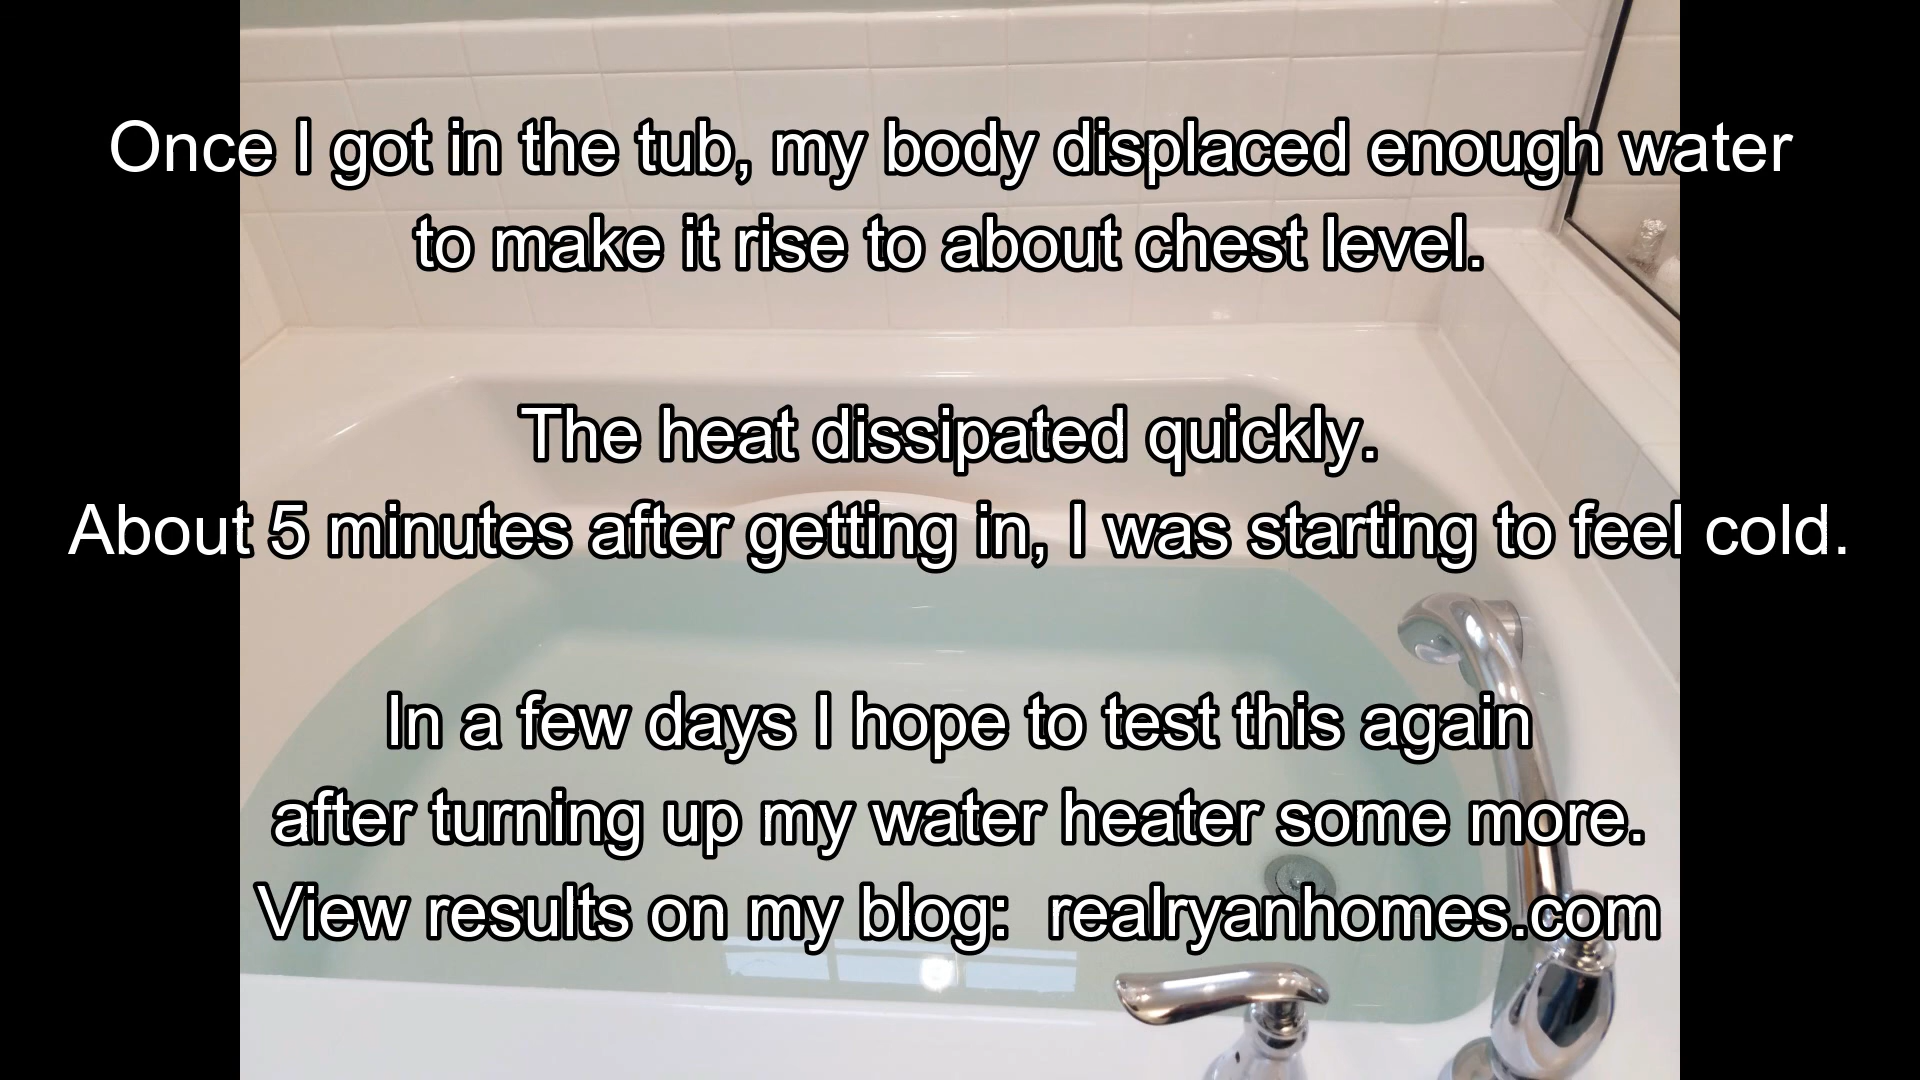 Once I got in the tub, my body displaced enough water
to make it rise to about chest level.
The heat dissipated quickly.
About 5 minutes after getting in, I was starting to feel cold.
In a few days I hope to test this again
after turning up my water heater some more.
View results on my blog:  realryanhomes.com